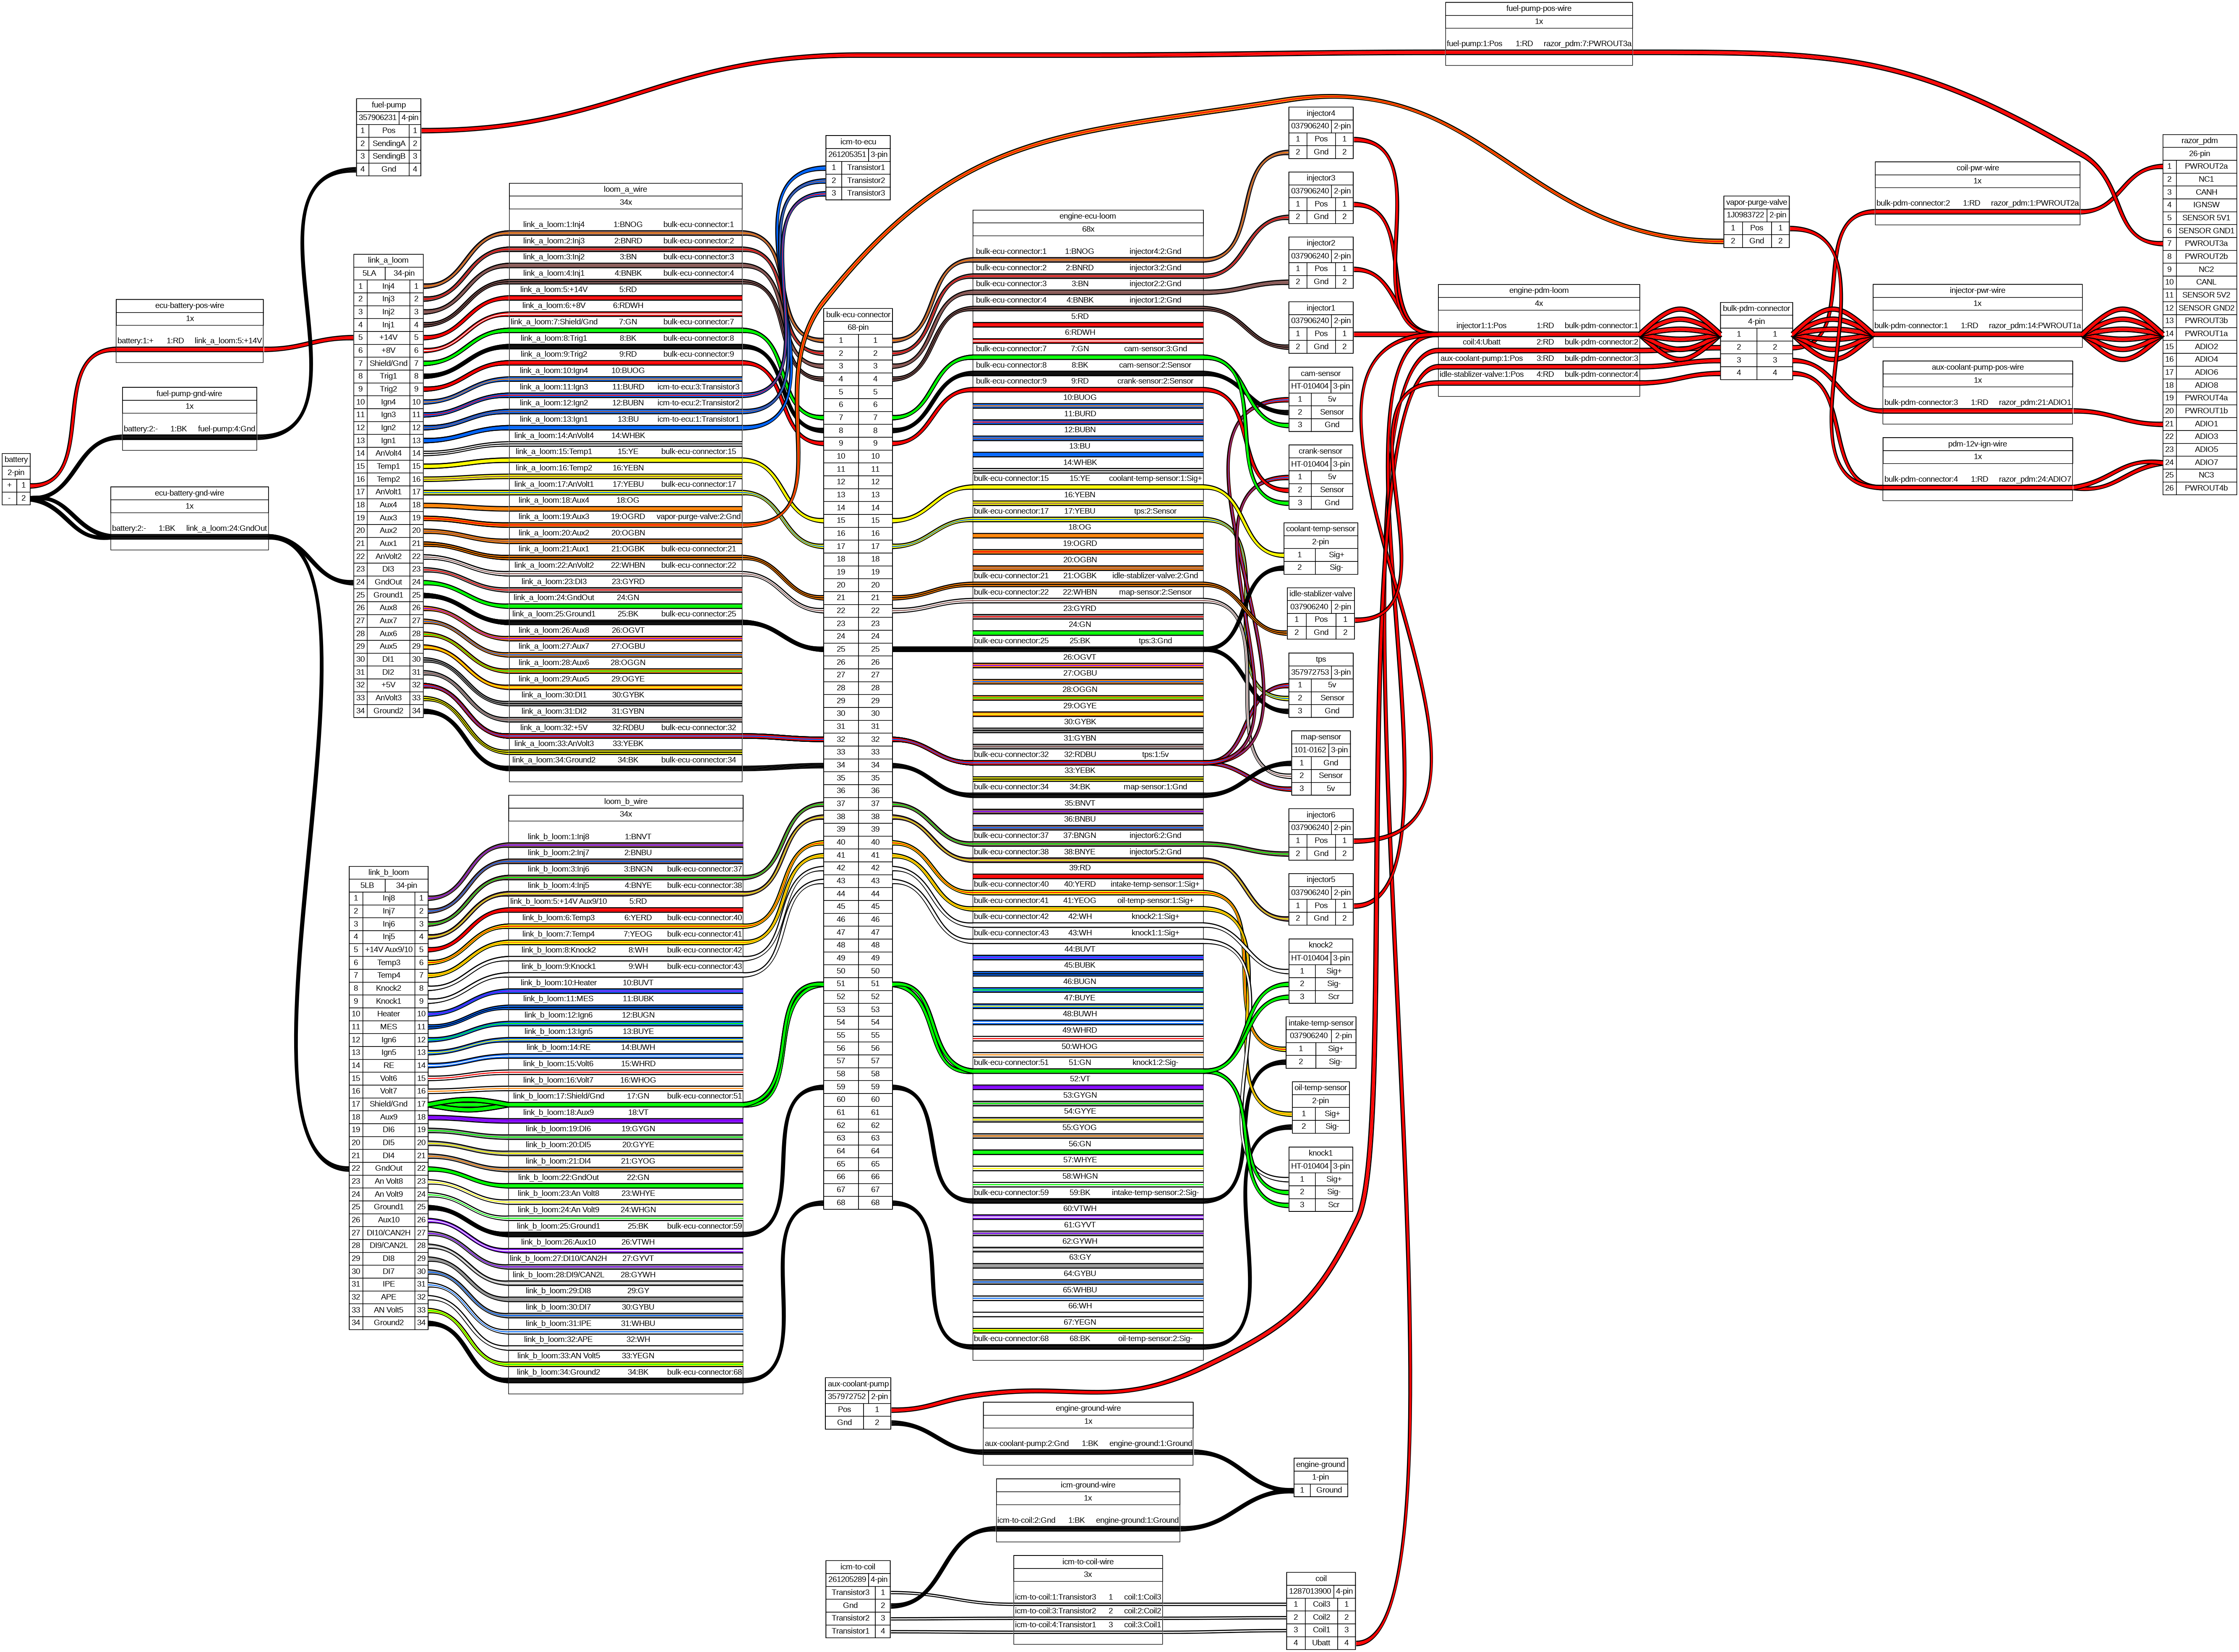 fuel-pump-pos-wire
1x
fuel-pump:1:Pos 1:RD razor_pdm:7:PWROUT3a
fuel-pump
357906231 4-pin
1 Pos 1
2 SendingA 2
3 SendingB 3
4 Gnd 4
ecu-battery-pos-wire
1x
battery:1:+ 1:RD link_a_loom:5:+14V
fuel-pump-gnd-wire
1x
battery:2:- 1:BK fuel-pump:4:Gnd
battery
2-pin
+ 1
- 2
ecu-battery-gnd-wire
1x
battery:2:- 1:BK link_a_loom:24:GndOut
link_a_loom
5LA 34-pin
1 Inj4 1
2 Inj3 2
3 Inj2 3
4 Inj1 4
5 +14V 5
6 +8V 6
7 Shield/Gnd 7
8 Trig1 8
9 Trig2 9
10 Ign4 10
11 Ign3 11
12 Ign2 12
13 Ign1 13
14 AnVolt4 14
15 Temp1 15
16 Temp2 16
17 AnVolt1 17
18 Aux4 18
19 Aux3 19
20 Aux2 20
21 Aux1 21
22 AnVolt2 22
23 DI3 23
24 GndOut 24
25 Ground1 25
26 Aux8 26
27 Aux7 27
28 Aux6 28
29 Aux5 29
30 DI1 30
31 DI2 31
32 +5V 32
33 AnVolt3 33
34 Ground2 34
loom_a_wire
34x
link_a_loom:1:Inj4 1:BNOG bulk-ecu-connector:1
link_a_loom:2:Inj3 2:BNRD bulk-ecu-connector:2
link_a_loom:3:Inj2 3:BN bulk-ecu-connector:3
link_a_loom:4:Inj1 4:BNBK bulk-ecu-connector:4
link_a_loom:5:+14V 5:RD
link_a_loom:6:+8V 6:RDWH
link_a_loom:7:Shield/Gnd 7:GN bulk-ecu-connector:7
link_a_loom:8:Trig1 8:BK bulk-ecu-connector:8
link_a_loom:9:Trig2 9:RD bulk-ecu-connector:9
link_a_loom:10:Ign4 10:BUOG
link_a_loom:11:Ign3 11:BURD icm-to-ecu:3:Transistor3
link_a_loom:12:Ign2 12:BUBN icm-to-ecu:2:Transistor2
link_a_loom:13:Ign1 13:BU icm-to-ecu:1:Transistor1
link_a_loom:14:AnVolt4 14:WHBK
link_a_loom:15:Temp1 15:YE bulk-ecu-connector:15
link_a_loom:16:Temp2 16:YEBN
link_a_loom:17:AnVolt1 17:YEBU bulk-ecu-connector:17
link_a_loom:18:Aux4 18:OG
link_a_loom:19:Aux3 19:OGRD vapor-purge-valve:2:Gnd
link_a_loom:20:Aux2 20:OGBN
link_a_loom:21:Aux1 21:OGBK bulk-ecu-connector:21
link_a_loom:22:AnVolt2 22:WHBN bulk-ecu-connector:22
link_a_loom:23:DI3 23:GYRD
link_a_loom:24:GndOut 24:GN
link_a_loom:25:Ground1 25:BK bulk-ecu-connector:25
link_a_loom:26:Aux8 26:OGVT
link_a_loom:27:Aux7 27:OGBU
link_a_loom:28:Aux6 28:OGGN
link_a_loom:29:Aux5 29:OGYE
link_a_loom:30:DI1 30:GYBK
link_a_loom:31:DI2 31:GYBN
link_a_loom:32:+5V 32:RDBU bulk-ecu-connector:32
link_a_loom:33:AnVolt3 33:YEBK
link_a_loom:34:Ground2 34:BK bulk-ecu-connector:34
link_b_loom
5LB 34-pin
1 Inj8 1
2 Inj7 2
3 Inj6 3
4 Inj5 4
5 +14V Aux9/10 5
6 Temp3 6
7 Temp4 7
8 Knock2 8
9 Knock1 9
10 Heater 10
11 MES 11
12 Ign6 12
13 Ign5 13
14 RE 14
15 Volt6 15
16 Volt7 16
17 Shield/Gnd 17
18 Aux9 18
19 DI6 19
20 DI5 20
21 DI4 21
22 GndOut 22
23 An Volt8 23
24 An Volt9 24
25 Ground1 25
26 Aux10 26
27 DI10/CAN2H 27
28 DI9/CAN2L 28
29 DI8 29
30 DI7 30
31 IPE 31
32 APE 32
33 AN Volt5 33
34 Ground2 34
loom_b_wire
34x
link_b_loom:1:Inj8 1:BNVT
link_b_loom:2:Inj7 2:BNBU
link_b_loom:3:Inj6 3:BNGN bulk-ecu-connector:37
link_b_loom:4:Inj5 4:BNYE bulk-ecu-connector:38
link_b_loom:5:+14V Aux9/10 5:RD
link_b_loom:6:Temp3 6:YERD bulk-ecu-connector:40
link_b_loom:7:Temp4 7:YEOG bulk-ecu-connector:41
link_b_loom:8:Knock2 8:WH bulk-ecu-connector:42
link_b_loom:9:Knock1 9:WH bulk-ecu-connector:43
link_b_loom:10:Heater 10:BUVT
link_b_loom:11:MES 11:BUBK
link_b_loom:12:Ign6 12:BUGN
link_b_loom:13:Ign5 13:BUYE
link_b_loom:14:RE 14:BUWH
link_b_loom:15:Volt6 15:WHRD
link_b_loom:16:Volt7 16:WHOG
link_b_loom:17:Shield/Gnd 17:GN bulk-ecu-connector:51
link_b_loom:18:Aux9 18:VT
link_b_loom:19:DI6 19:GYGN
link_b_loom:20:DI5 20:GYYE
link_b_loom:21:DI4 21:GYOG
link_b_loom:22:GndOut 22:GN
link_b_loom:23:An Volt8 23:WHYE
link_b_loom:24:An Volt9 24:WHGN
link_b_loom:25:Ground1 25:BK bulk-ecu-connector:59
link_b_loom:26:Aux10 26:VTWH
link_b_loom:27:DI10/CAN2H 27:GYVT
link_b_loom:28:DI9/CAN2L 28:GYWH
link_b_loom:29:DI8 29:GY
link_b_loom:30:DI7 30:GYBU
link_b_loom:31:IPE 31:WHBU
link_b_loom:32:APE 32:WH
link_b_loom:33:AN Volt5 33:YEGN
link_b_loom:34:Ground2 34:BK bulk-ecu-connector:68
icm-to-ecu
261205351 3-pin
1 Transistor1
2 Transistor2
3 Transistor3
bulk-ecu-connector
68-pin
1 1
2 2
3 3
4 4
5 5
6 6
7 7
8 8
9 9
10 10
11 11
12 12
13 13
14 14
15 15
16 16
17 17
18 18
19 19
20 20
21 21
22 22
23 23
24 24
25 25
26 26
27 27
28 28
29 29
30 30
31 31
32 32
33 33
34 34
35 35
36 36
37 37
38 38
39 39
40 40
41 41
42 42
43 43
44 44
45 45
46 46
47 47
48 48
49 49
50 50
51 51
52 52
53 53
54 54
55 55
56 56
57 57
58 58
59 59
60 60
61 61
62 62
63 63
64 64
65 65
66 66
67 67
68 68
engine-ecu-loom
68x
bulk-ecu-connector:1 1:BNOG injector4:2:Gnd
bulk-ecu-connector:2 2:BNRD injector3:2:Gnd
bulk-ecu-connector:3 3:BN injector2:2:Gnd
bulk-ecu-connector:4 4:BNBK injector1:2:Gnd
5:RD
6:RDWH
bulk-ecu-connector:7 7:GN cam-sensor:3:Gnd
bulk-ecu-connector:8 8:BK cam-sensor:2:Sensor
bulk-ecu-connector:9 9:RD crank-sensor:2:Sensor
10:BUOG
11:BURD
12:BUBN
13:BU
14:WHBK
bulk-ecu-connector:15 15:YE coolant-temp-sensor:1:Sig+
16:YEBN
bulk-ecu-connector:17 17:YEBU tps:2:Sensor
18:OG
19:OGRD
20:OGBN
bulk-ecu-connector:21 21:OGBK idle-stablizer-valve:2:Gnd
bulk-ecu-connector:22 22:WHBN map-sensor:2:Sensor
23:GYRD
24:GN
bulk-ecu-connector:25 25:BK tps:3:Gnd
26:OGVT
27:OGBU
28:OGGN
29:OGYE
30:GYBK
31:GYBN
bulk-ecu-connector:32 32:RDBU tps:1:5v
33:YEBK
bulk-ecu-connector:34 34:BK map-sensor:1:Gnd
35:BNVT
36:BNBU
bulk-ecu-connector:37 37:BNGN injector6:2:Gnd
bulk-ecu-connector:38 38:BNYE injector5:2:Gnd
39:RD
bulk-ecu-connector:40 40:YERD intake-temp-sensor:1:Sig+
bulk-ecu-connector:41 41:YEOG oil-temp-sensor:1:Sig+
bulk-ecu-connector:42 42:WH knock2:1:Sig+
bulk-ecu-connector:43 43:WH knock1:1:Sig+
44:BUVT
45:BUBK
46:BUGN
47:BUYE
48:BUWH
49:WHRD
50:WHOG
bulk-ecu-connector:51 51:GN knock1:2:Sig-
52:VT
53:GYGN
54:GYYE
55:GYOG
56:GN
57:WHYE
58:WHGN
bulk-ecu-connector:59 59:BK intake-temp-sensor:2:Sig-
60:VTWH
61:GYVT
62:GYWH
63:GY
64:GYBU
65:WHBU
66:WH
67:YEGN
bulk-ecu-connector:68 68:BK oil-temp-sensor:2:Sig-
injector4
037906240 2-pin
1 Pos 1
2 Gnd 2
injector3
037906240 2-pin
1 Pos 1
2 Gnd 2
injector2
037906240 2-pin
1 Pos 1
2 Gnd 2
injector1
037906240 2-pin
1 Pos 1
2 Gnd 2
cam-sensor
HT-010404 3-pin
1 5v
2 Sensor
3 Gnd
crank-sensor
HT-010404 3-pin
1 5v
2 Sensor
3 Gnd
coolant-temp-sensor
2-pin
1 Sig+
2 Sig-
idle-stablizer-valve
037906240 2-pin
1 Pos 1
2 Gnd 2
tps
357972753 3-pin
1 5v
2 Sensor
3 Gnd
map-sensor
101-0162 3-pin
1 Gnd
2 Sensor
3 5v
injector6
037906240 2-pin
1 Pos 1
2 Gnd 2
injector5
037906240 2-pin
1 Pos 1
2 Gnd 2
knock2
HT-010404 3-pin
1 Sig+
2 Sig-
3 Scr
intake-temp-sensor
037906240 2-pin
1 Sig+
2 Sig-
oil-temp-sensor
2-pin
1 Sig+
2 Sig-
knock1
HT-010404 3-pin
1 Sig+
2 Sig-
3 Scr
engine-pdm-loom
4x
injector1:1:Pos 1:RD bulk-pdm-connector:1
coil:4:Ubatt 2:RD bulk-pdm-connector:2
aux-coolant-pump:1:Pos 3:RD bulk-pdm-connector:3
idle-stablizer-valve:1:Pos 4:RD bulk-pdm-connector:4
vapor-purge-valve
1J0983722 2-pin
1 Pos 1
2 Gnd 2
bulk-pdm-connector
4-pin
1 1
2 2
3 3
4 4
coil-pwr-wire
1x
bulk-pdm-connector:2 1:RD razor_pdm:1:PWROUT2a
injector-pwr-wire
1x
bulk-pdm-connector:1 1:RD razor_pdm:14:PWROUT1a
aux-coolant-pump-pos-wire
1x
bulk-pdm-connector:3 1:RD razor_pdm:21:ADIO1
pdm-12v-ign-wire
1x
bulk-pdm-connector:4 1:RD razor_pdm:24:ADIO7
razor_pdm
26-pin
1 PWROUT2a
2 NC1
3 CANH
4 IGNSW
5 SENSOR 5V1
6 SENSOR GND1
7 PWROUT3a
8 PWROUT2b
9 NC2
10 CANL
11 SENSOR 5V2
12 SENSOR GND2
13 PWROUT3b
14 PWROUT1a
15 ADIO2
16 ADIO4
17 ADIO6
18 ADIO8
19 PWROUT4a
20 PWROUT1b
21 ADIO1
22 ADIO3
23 ADIO5
24 ADIO7
25 NC3
26 PWROUT4b
aux-coolant-pump
357972752 2-pin
Pos 1
Gnd 2
engine-ground-wire
1x
aux-coolant-pump:2:Gnd 1:BK engine-ground:1:Ground
engine-ground
1-pin
1 Ground
icm-ground-wire
1x
icm-to-coil:2:Gnd 1:BK engine-ground:1:Ground
icm-to-coil
261205289 4-pin
Transistor3 1
Gnd 2
Transistor2 3
Transistor1 4
icm-to-coil-wire
3x
icm-to-coil:1:Transistor3 1 coil:1:Coil3
icm-to-coil:3:Transistor2 2 coil:2:Coil2
icm-to-coil:4:Transistor1 3 coil:3:Coil1
coil
1287013900 4-pin
1 Coil3 1
2 Coil2 2
3 Coil1 3
4 Ubatt 4